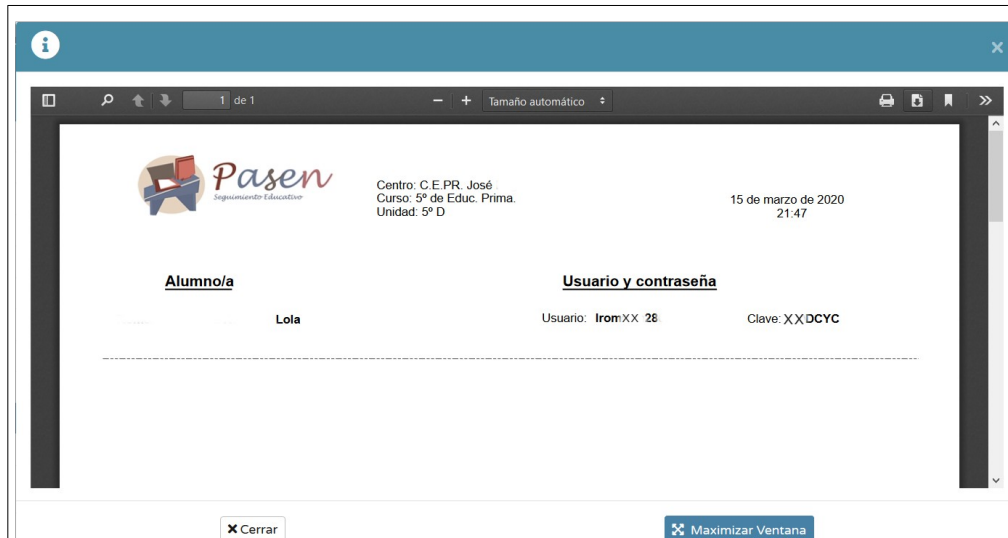 1 de 1
Tamaño automático
Pasen
Seguimiento Educativo
Centro: C.E.PR. José
Curso: 5º de Educ. Prima.
Unidad: 5º D
15 de marzo de 2020
21:47
Alumno/a
Usuario y contraseña
Lola
Usuario: IromXX 28
Clave: XXDCYC
Cerrar
Maximizar Ventana